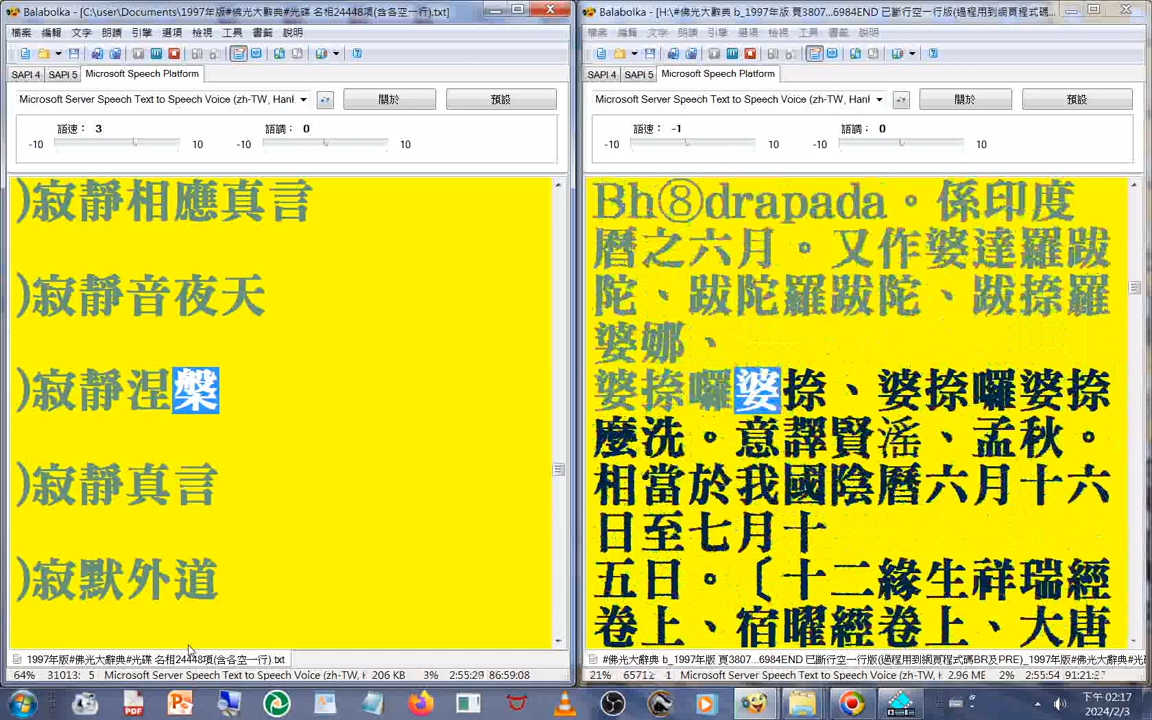 Balabolka - [C:\user\Documents\1997年版#佛光大辭典#光碟 名相24448項(含各空一行).txt]
檔案 編輯 文字 朗讀 引擎 選項 檢視 工具 書籤 說明
SAPI 4 SAPI 5 Microsoft Speech Platform
Microsoft Server Speech Text to Speech Voice (zh-TW, HanH
關於
預設
語速： 3
語調： 0
-10 10 -10 10
)寂靜相應真言
)寂靜音夜天
)寂靜涅槃
)寂靜真言
)寂默外道
1997年版#佛光大辭典#光碟 名相24448項(含各空一行).txt
64% 31013: 5 Microsoft Server Speech Text to Speech Voice (zh-TW, H 206 KB 3% 2:55:29 86:59:08
Balabolka - [H:\#佛光大辭典 b_1997年版 頁3807...6984END 已斷行空一行版(過程用到網頁程式碼...
檔案 編輯 文字 朗讀 引擎 選項 檢視 工具 書籤 說明
SAPI 4 SAPI 5 Microsoft Speech Platform
Microsoft Server Speech Text to Speech Voice (zh-TW, HanH
關於
預設
語速： -1
語調： 0
-10 10 -10 10
Bh⑧drapada。係印度
曆之六月。又作婆達羅跋
陀、跋陀羅跋陀、跋捺羅
婆娜、
婆捺囉婆捺、婆捺囉婆捺
麼洗。意譯賢瑤、孟秋。
相當於我國陰曆六月十六
日至七月十
五日。〔十二緣生祥瑞經
卷上、宿曜經卷上、大唐
#佛光大辭典 b_1997年版 頁3807...6984END 已斷行空一行版(過程用到網頁程式碼BR及PRE)_1997年版#佛光
21% 6571 Microsoft Server Speech Text to Speech Voice (zh-TW, H 2.96 MB 2% 2:55:54
下午 02:17
2024/2/3